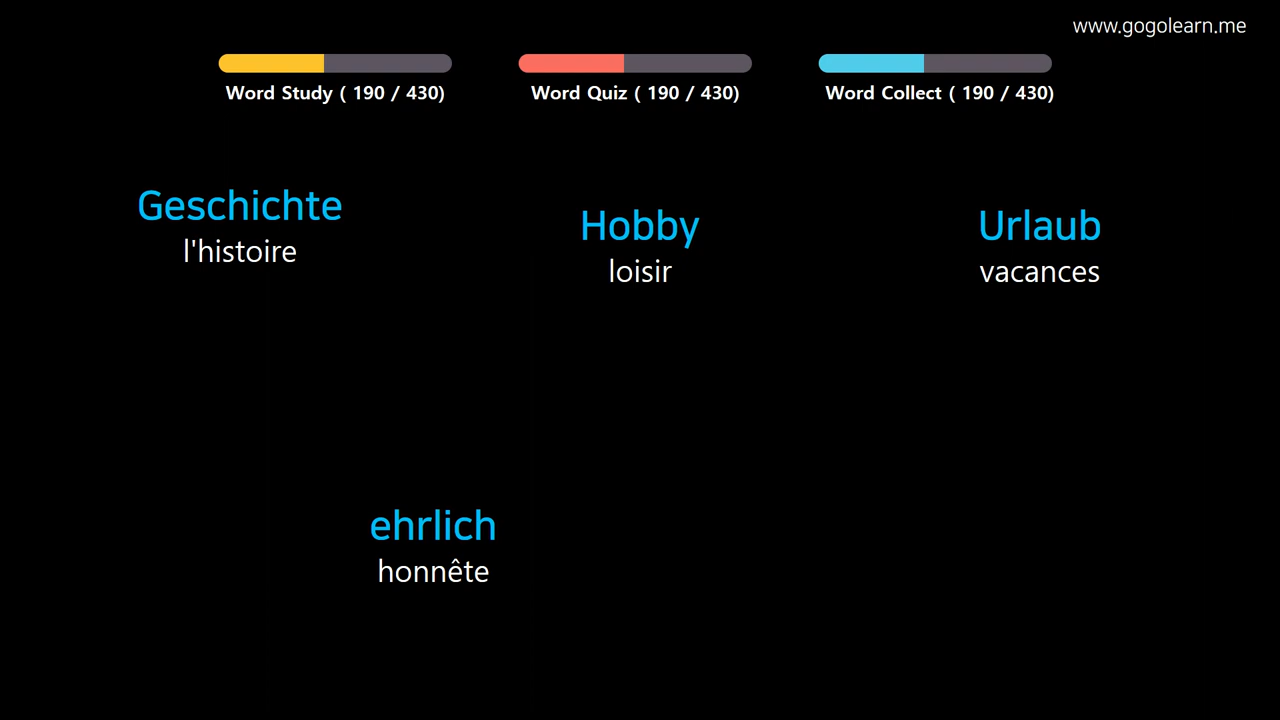 www.gogolearn.me
Word Study ( 190 / 430)
Word Quiz ( 190 / 430)
Word Collect ( 190 / 430)
Geschichte
l'histoire
Hobby
loisir
Urlaub
vacances
ehrlich
honnête